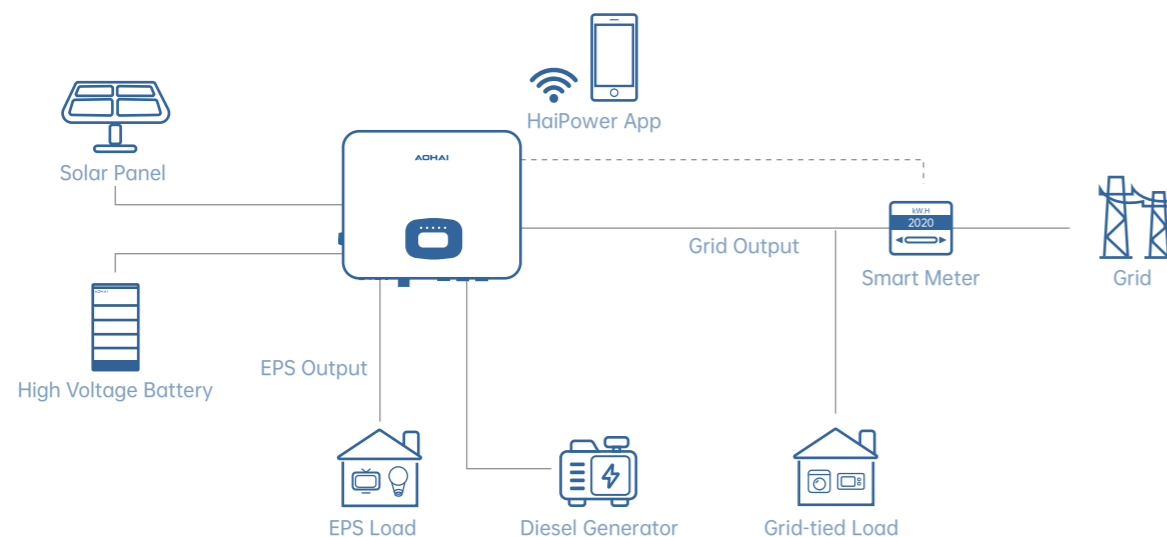 HaiPower App
Solar Panel
AOHAI
kW.H
2020
Grid Output
Smart Meter
Grid
AOHAI
High Voltage Battery
EPS Output
EPS Load
Diesel Generator
Grid-tied Load